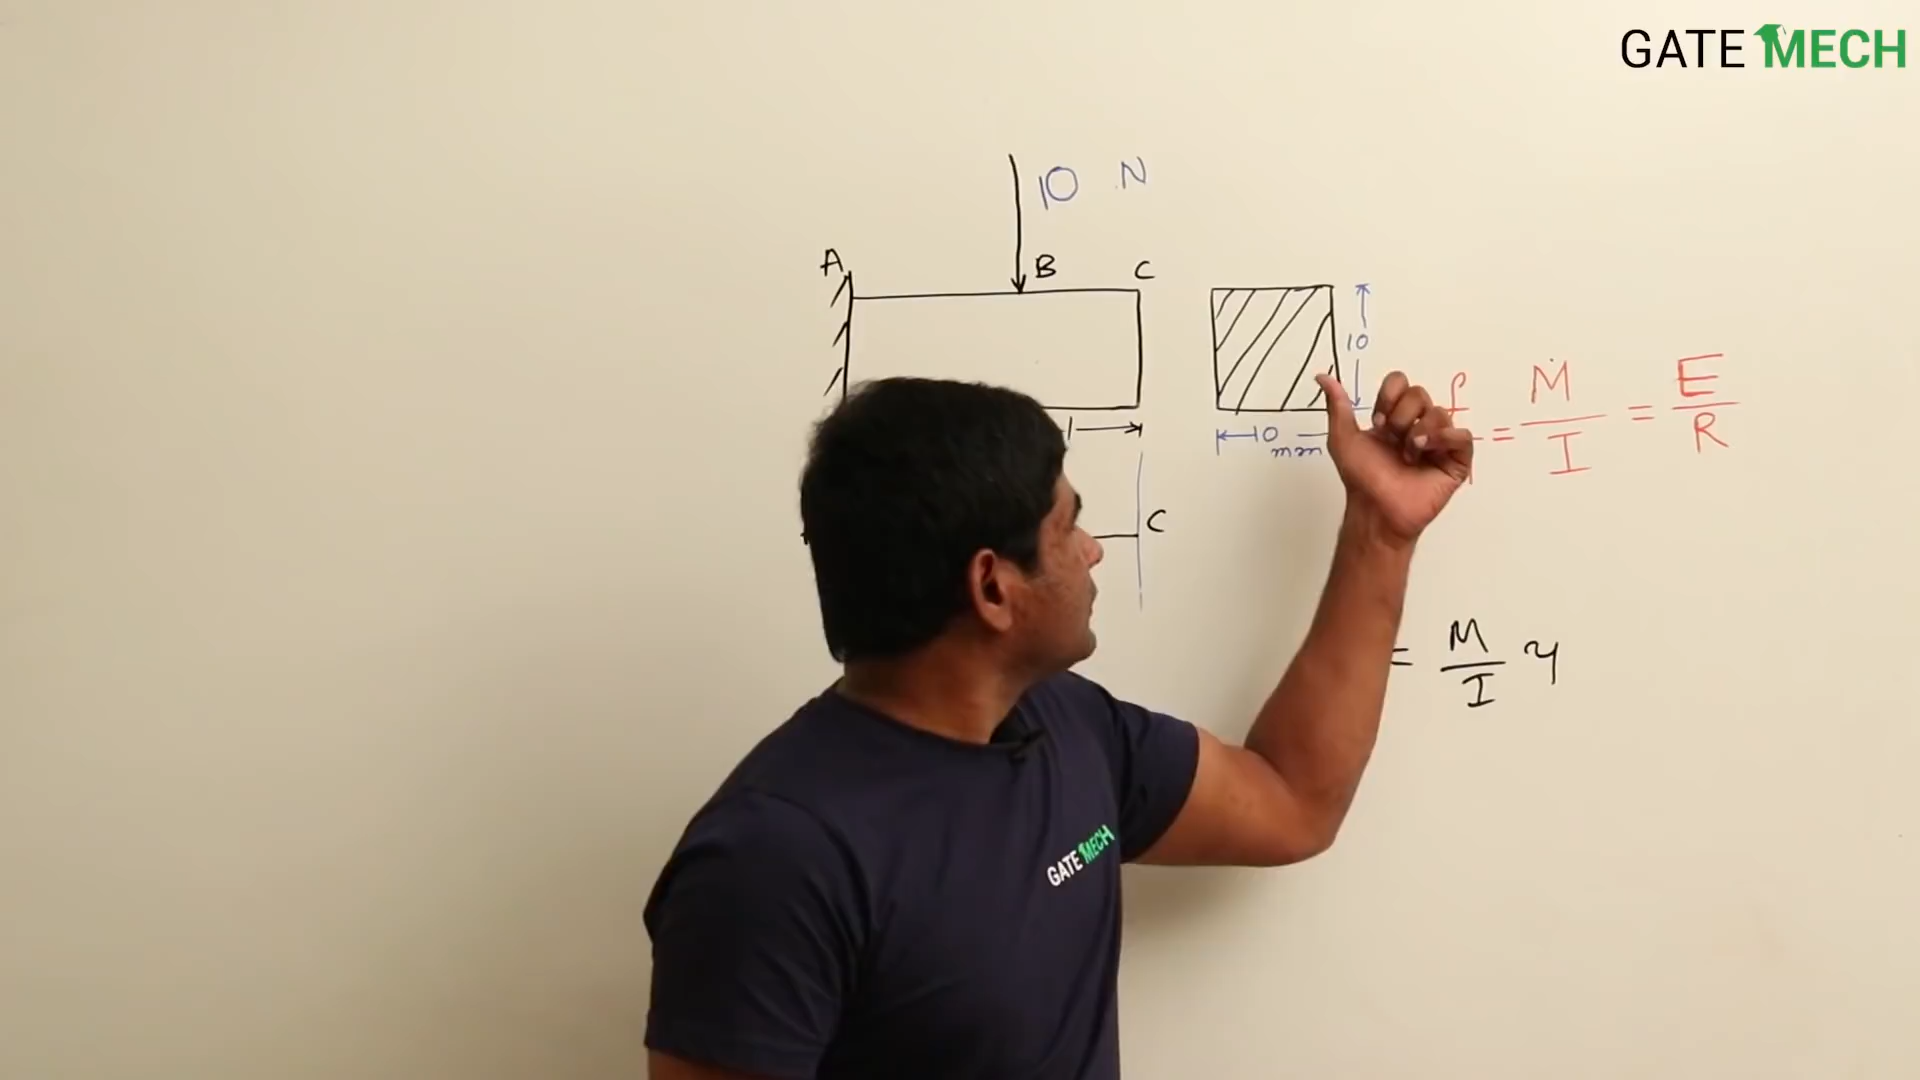 GATE MECH
10 N
A
B
C
10
10
mm
f = M/I = E/R
C
= M/I y
GATE MECH